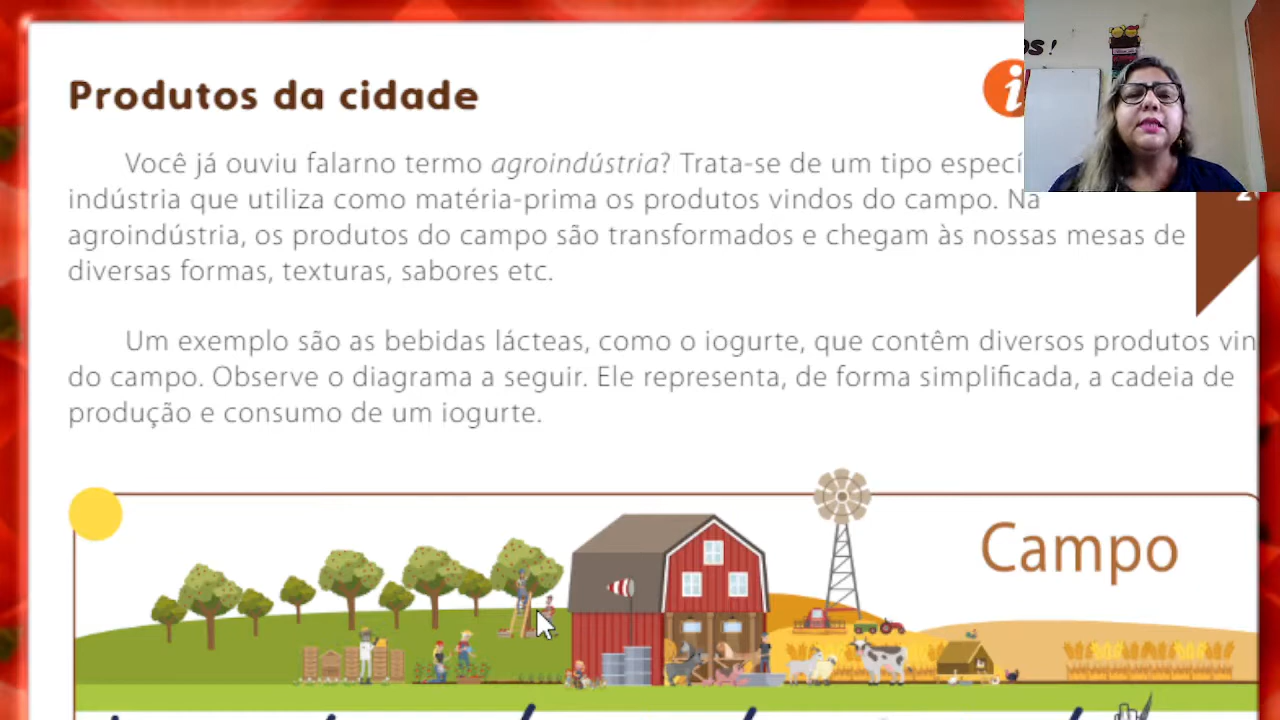 Produtos da cidade
Você já ouviu falarno termo agroindústria? Trata-se de um tipo
indústria que utiliza como matéria-prima os produtos vindos do campo. Na
agroindústria, os produtos do campo são transformados e chegam às nossas mesas de
diversas formas, texturas, sabores etc.
Um exemplo são as bebidas lácteas, como o iogurte, que contêm diversos produtos
do campo. Observe o diagrama a seguir. Ele representa, de forma simplificada, a cadeia de
produção e consumo de um iogurte.
Campo